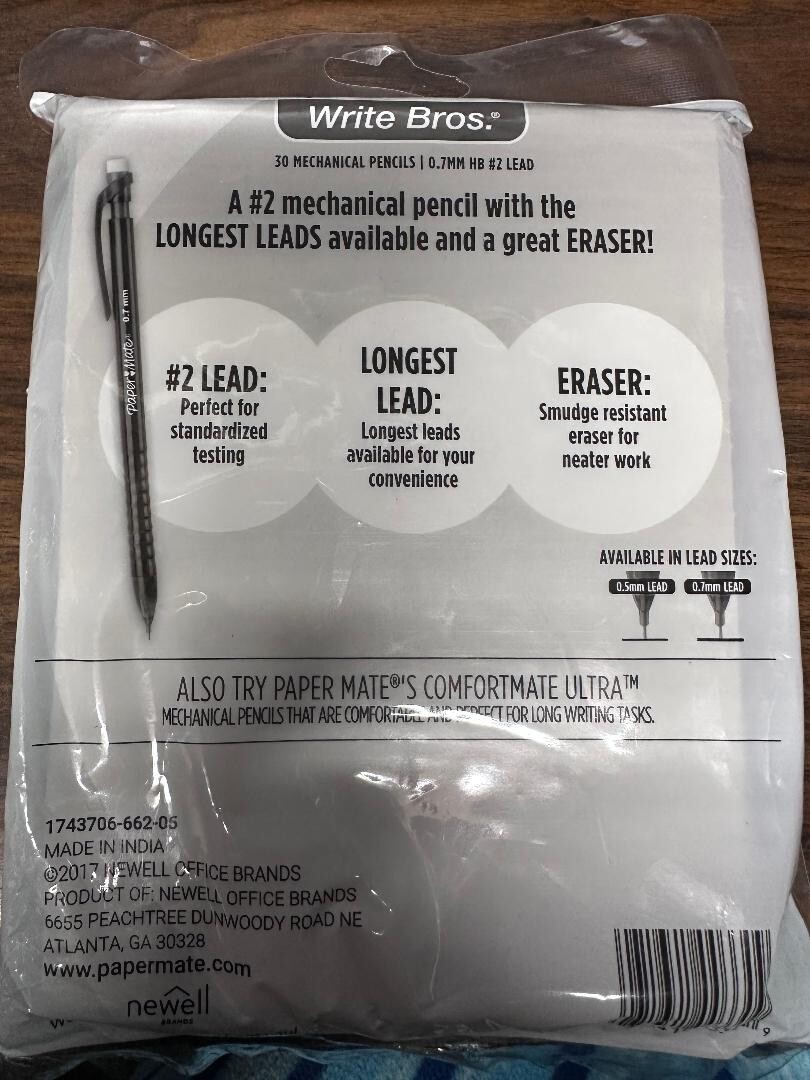 Write Bros.®
30 MECHANICAL PENCILS | 0.7MM HB #2 LEAD
A #2 mechanical pencil with the
LONGEST LEADS available and a great ERASER!
Paper Mate 0.7 mm
#2 LEAD:
Perfect for
standardized
testing
LONGEST
LEAD:
Longest leads
available for your
convenience
ERASER:
Smudge resistant
eraser for
neater work
AVAILABLE IN LEAD SIZES:
0.5mm LEAD 0.7mm LEAD
ALSO TRY PAPER MATE®'S COMFORTMATE ULTRA™
MECHANICAL PENCILS THAT ARE COMFORTABLE AND PERFECT FOR LONG WRITING TASKS.
1743706-662-05
MADE IN INDIA
©2017 NEWELL OFFICE BRANDS
PRODUCT OF: NEWELL OFFICE BRANDS
6655 PEACHTREE DUNWOODY ROAD NE
ATLANTA, GA 30328
www.papermate.com
newell
BRANDS
9